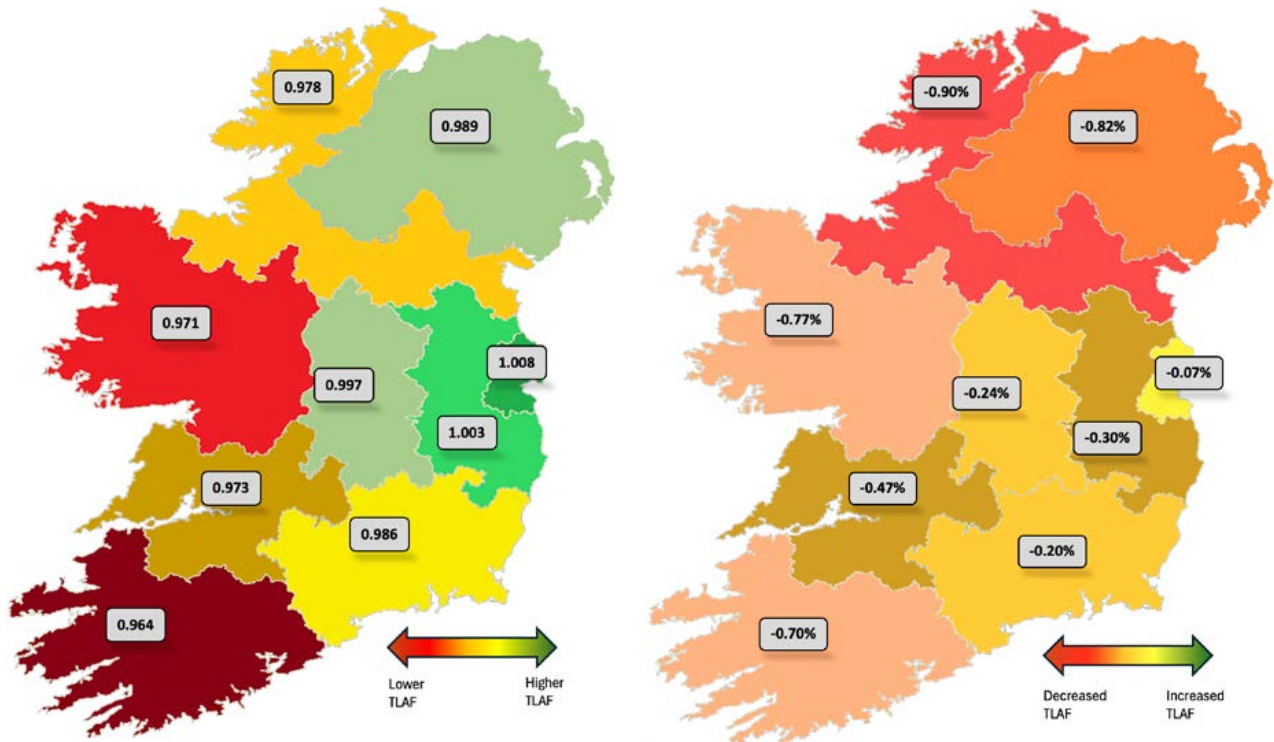 0.978
0.989
0.971
1.008
0.997
1.003
0.973
0.986
0.964
Lower
TLAF
Higher
TLAF
-0.90%
-0.82%
-0.77%
-0.07%
-0.24%
-0.30%
-0.47%
-0.20%
-0.70%
Decreased
TLAF
Increased
TLAF